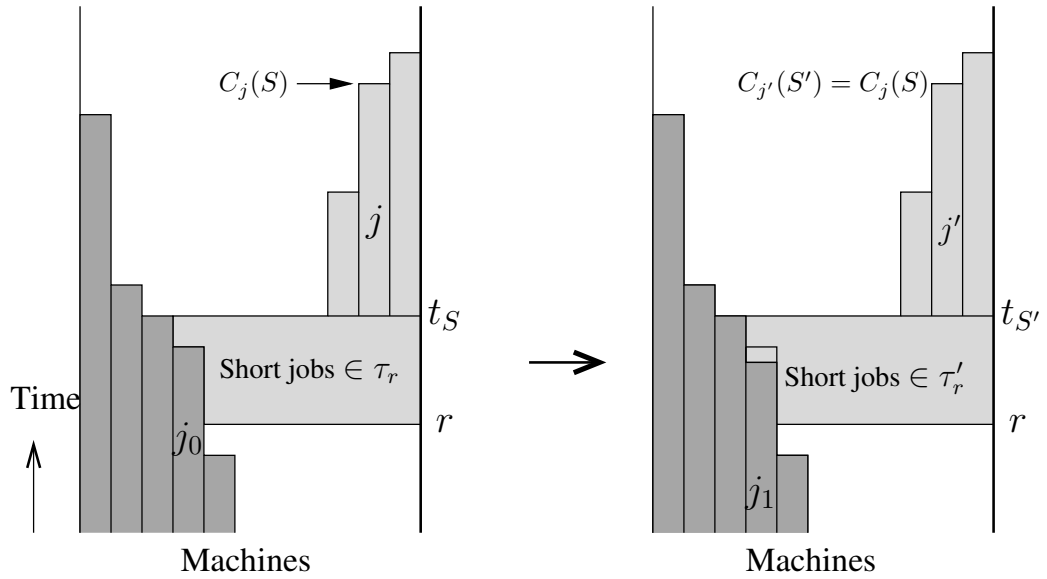 C_j(S)
j
t_S
Short jobs ∈ τ_r
r
Time
j_0
Machines
C_{j'}(S') = C_j(S)
j'
t_{S'}
Short jobs ∈ τ'_r
r
j_1
Machines